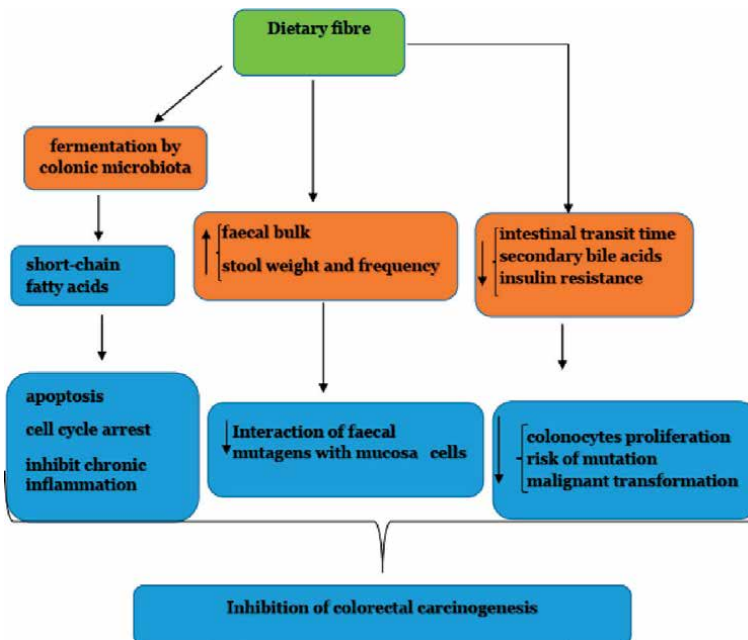 Dietary fibre
fermentation by
colonic microbiota
faecal bulk
stool weight and frequency
intestinal transit time
secondary bile acids
insulin resistance
short-chain
fatty acids
apoptosis
cell cycle arrest
inhibit chronic
inflammation
Interaction of faecal
mutagens with mucosa cells
colonocytes proliferation
risk of mutation
malignant transformation
Inhibition of colorectal carcinogenesis